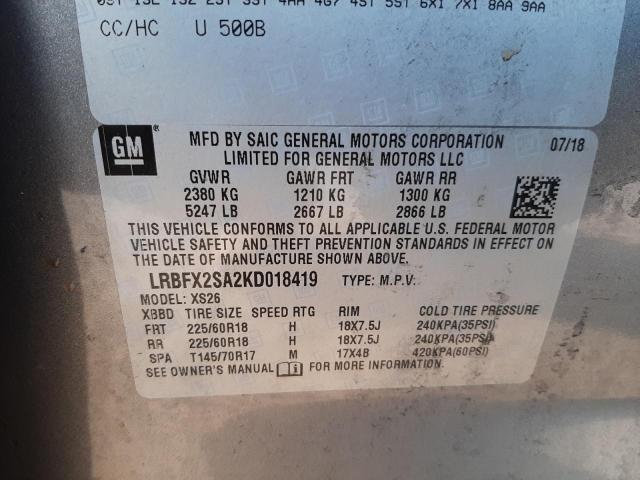 CC/HC U 500B
GM
MFD BY SAIC GENERAL MOTORS CORPORATION 07/18
LIMITED FOR GENERAL MOTORS LLC
GVWR GAWR FRT GAWR RR
2380 KG 1210 KG 1300 KG
5247 LB 2667 LB 2866 LB
THIS VEHICLE CONFORMS TO ALL APPLICABLE U.S. FEDERAL MOTOR
VEHICLE SAFETY AND THEFT PREVENTION STANDARDS IN EFFECT ON
THE DATE OF MANUFACTURE SHOWN ABOVE.
LRBFX2SA2KD018419 TYPE: M.P.V.
MODEL: XS26
XBBD TIRE SIZE SPEED RTG RIM COLD TIRE PRESSURE
FRT 225/60R18 H 18X7.5J 240KPA(35PSI)
RR 225/60R18 H 18X7.5J 240KPA(35PSI)
SPA T145/70R17 M 17X4B 420KPA(60PSI)
SEE OWNER'S MANUAL FOR MORE INFORMATION.